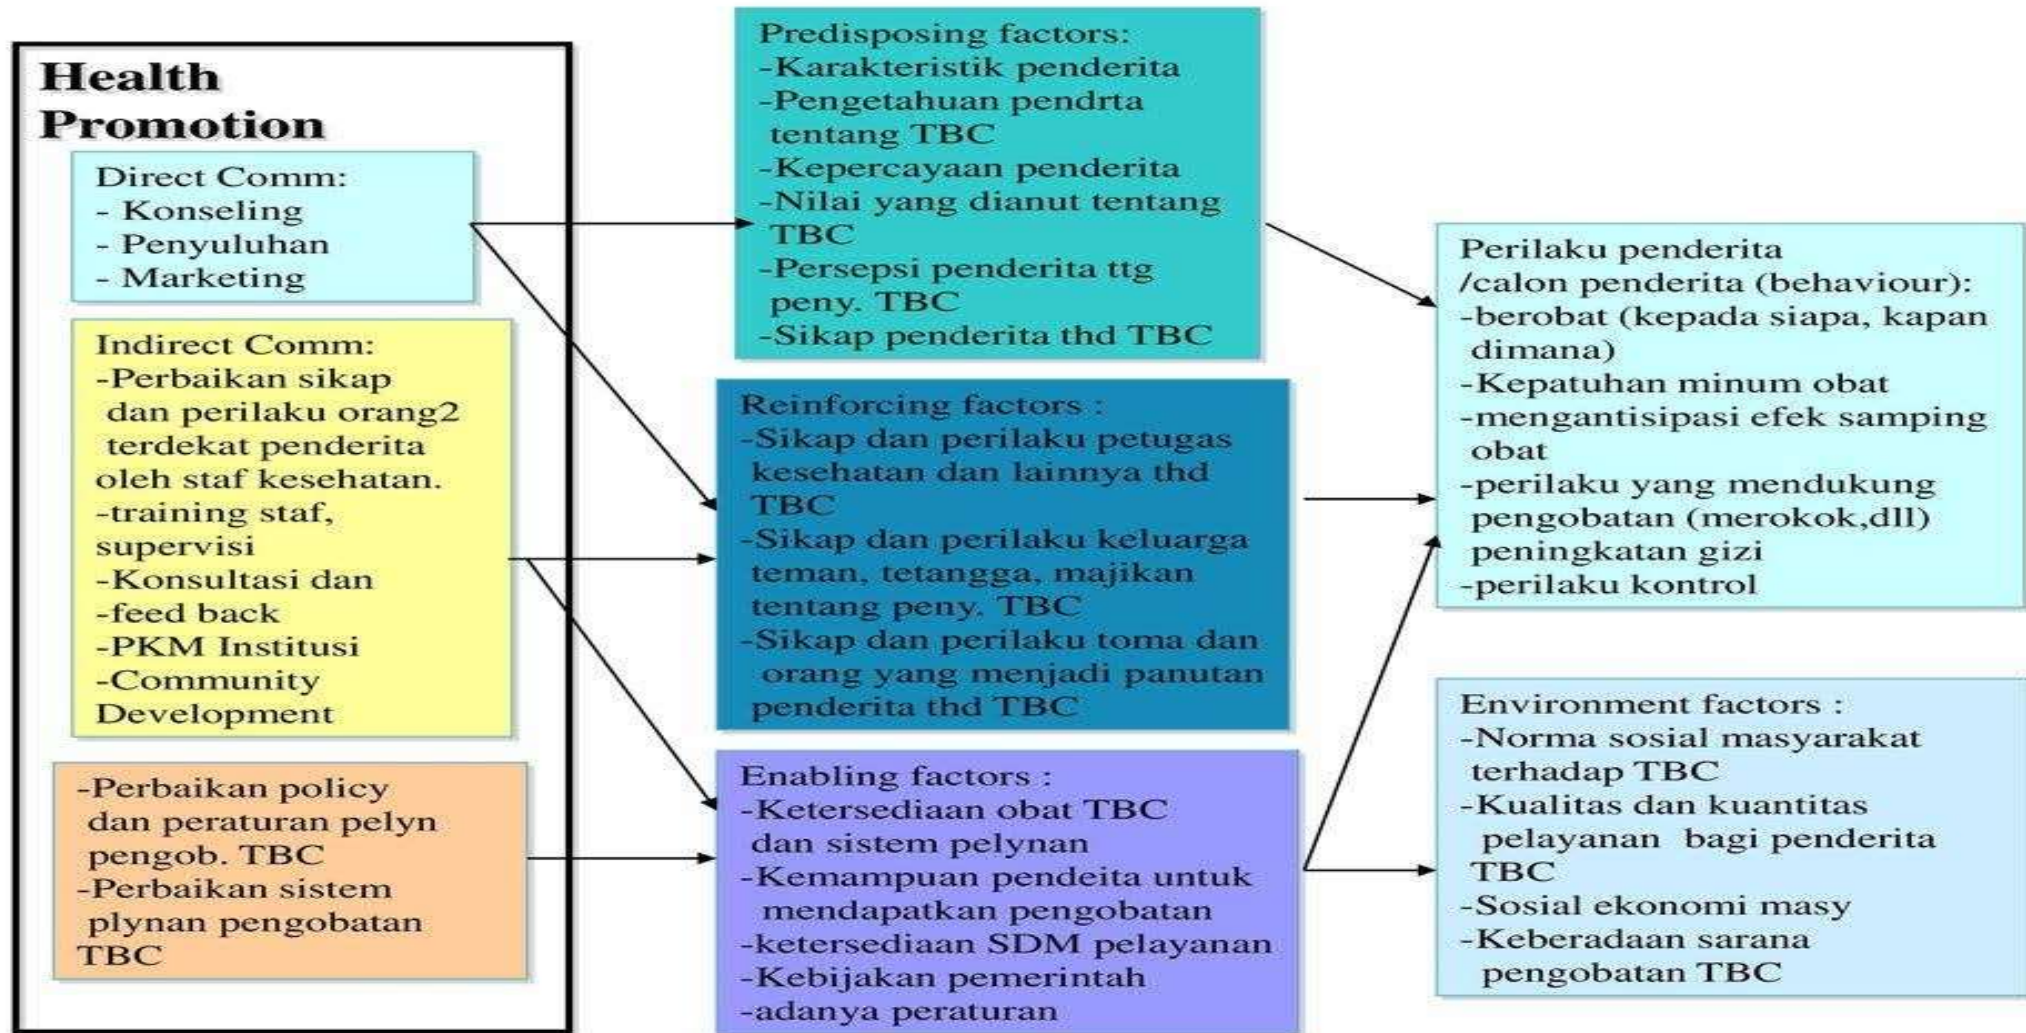 Health
Promotion
Direct Comm:
- Konseling
- Penyuluhan
- Marketing
Indirect Comm:
-Perbaikan sikap
dan perilaku orang2
terdekat penderita
oleh staf kesehatan.
-training staf,
supervisi
-Konsultasi dan
-feed back
-PKM Institusi
-Community
Development
-Perbaikan policy
dan peraturan pelyn
pengob. TBC
-Perbaikan sistem
plynan pengobatan
TBC
Predisposing factors:
-Karakteristik penderita
-Pengetahuan pendrta
tentang TBC
-Kepercayaan penderita
-Nilai yang dianut tentang
TBC
-Persepsi penderita ttg
peny. TBC
-Sikap penderita thd TBC
Reinforcing factors :
-Sikap dan perilaku petugas
kesehatan dan lainnya thd
TBC
-Sikap dan perilaku keluarga
teman, tetangga, majikan
tentang peny. TBC
-Sikap dan perilaku toma dan
orang yang menjadi panutan
penderita thd TBC
Enabling factors :
-Ketersediaan obat TBC
dan sistem pelynan
-Kemampuan pendeita untuk
mendapatkan pengobatan
-ketersediaan SDM pelayanan
-Kebijakan pemerintah
-adanya peraturan
Perilaku penderita
/calon penderita (behaviour):
-berobat (kepada siapa, kapan
dimana)
-Kepatuhan minum obat
-mengantisipasi efek samping
obat
-perilaku yang mendukung
pengobatan (merokok,dll)
peningkatan gizi
-perilaku kontrol
Environment factors :
-Norma sosial masyarakat
terhadap TBC
-Kualitas dan kuantitas
pelayanan bagi penderita
TBC
-Sosial ekonomi masy
-Keberadaan sarana
pengobatan TBC